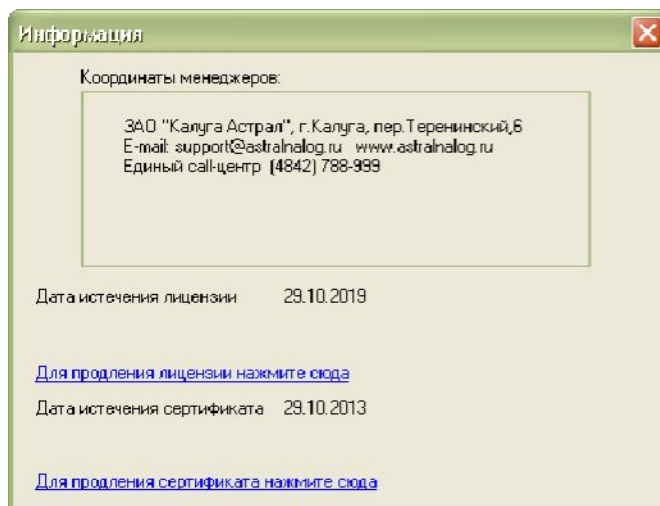 Информация
Координаты менеджеров:
ЗАО "Калуга Астрал", г.Калуга, пер.Теренинский,6
E-mail: support@astralnalog.ru www.astralnalog.ru
Единый call-центр (4842) 788-999
Дата истечения лицензии 29.10.2019
Для продления лицензии нажмите сюда
Дата истечения сертификата 29.10.2013
Для продления сертификата нажмите сюда